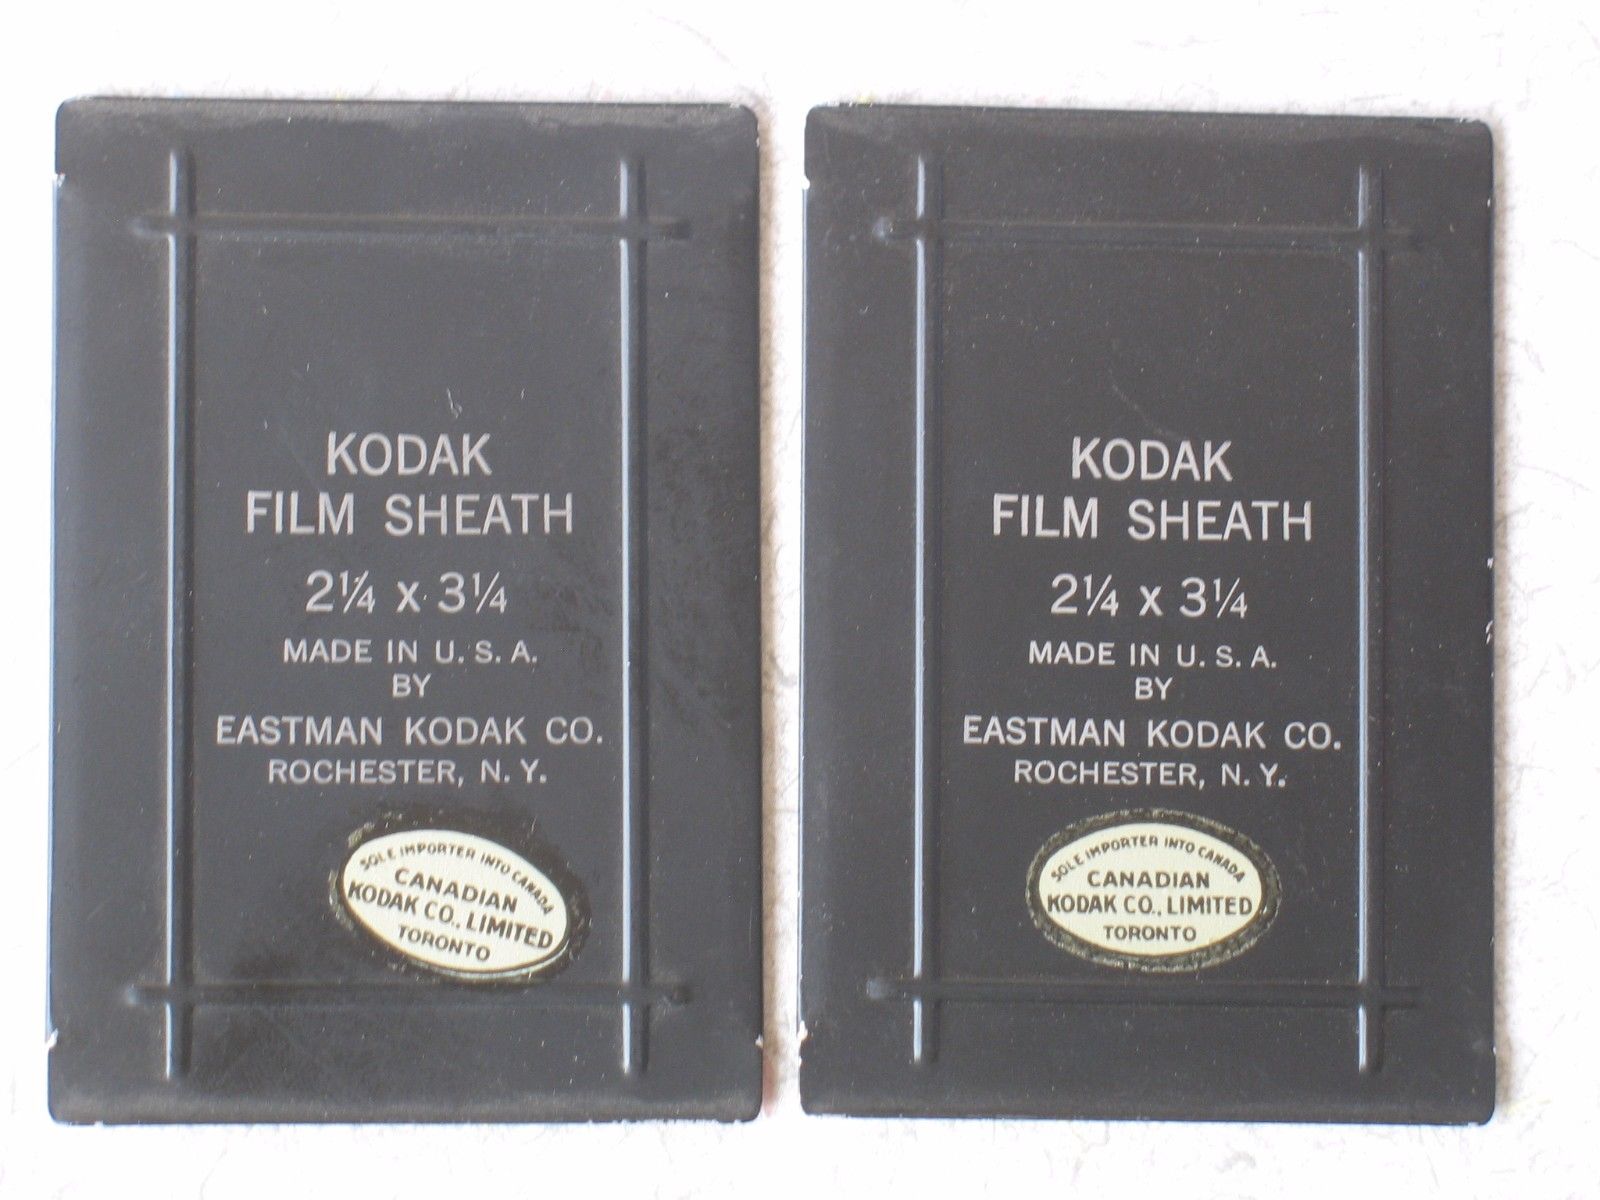 KODAK
FILM SHEATH
2¼ x 3¼
MADE IN U. S. A.
BY
EASTMAN KODAK CO.
ROCHESTER, N. Y.
SOLE IMPORTER INTO CANADA
CANADIAN
KODAK CO., LIMITED
TORONTO
KODAK
FILM SHEATH
2¼ x 3¼
MADE IN U. S. A.
BY
EASTMAN KODAK CO.
ROCHESTER, N. Y.
SOLE IMPORTER INTO CANADA
CANADIAN
KODAK CO., LIMITED
TORONTO